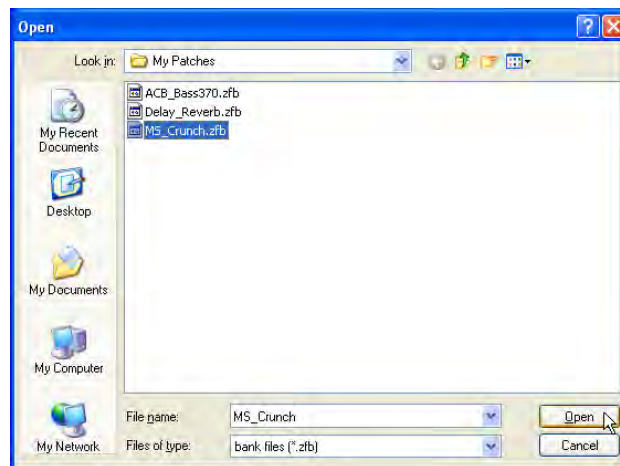 Open
Look in:
My Patches
ACB_Bass370.zfb
Delay_Reverb.zfb
MS_Crunch.zfb
My Recent
Documents
Desktop
My Documents
My Computer
My Network
File name:
MS_Crunch
Open
Files of type:
bank files (*.zfb)
Cancel